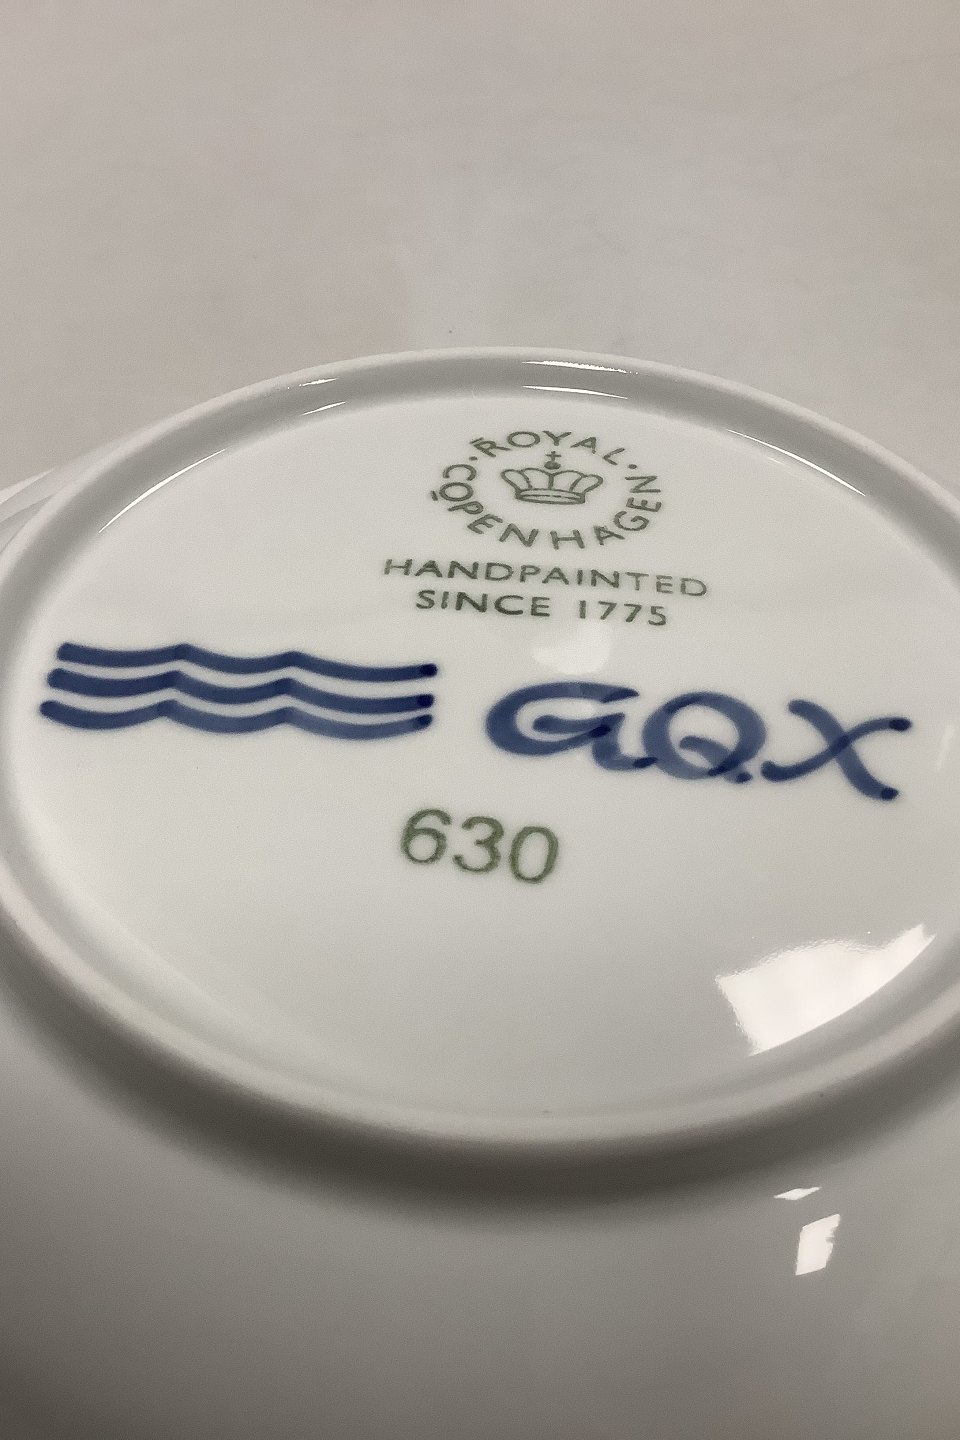 ROYAL · COPENHAGEN ·
HANDPAINTED
SINCE 1775
G.Q.X
630